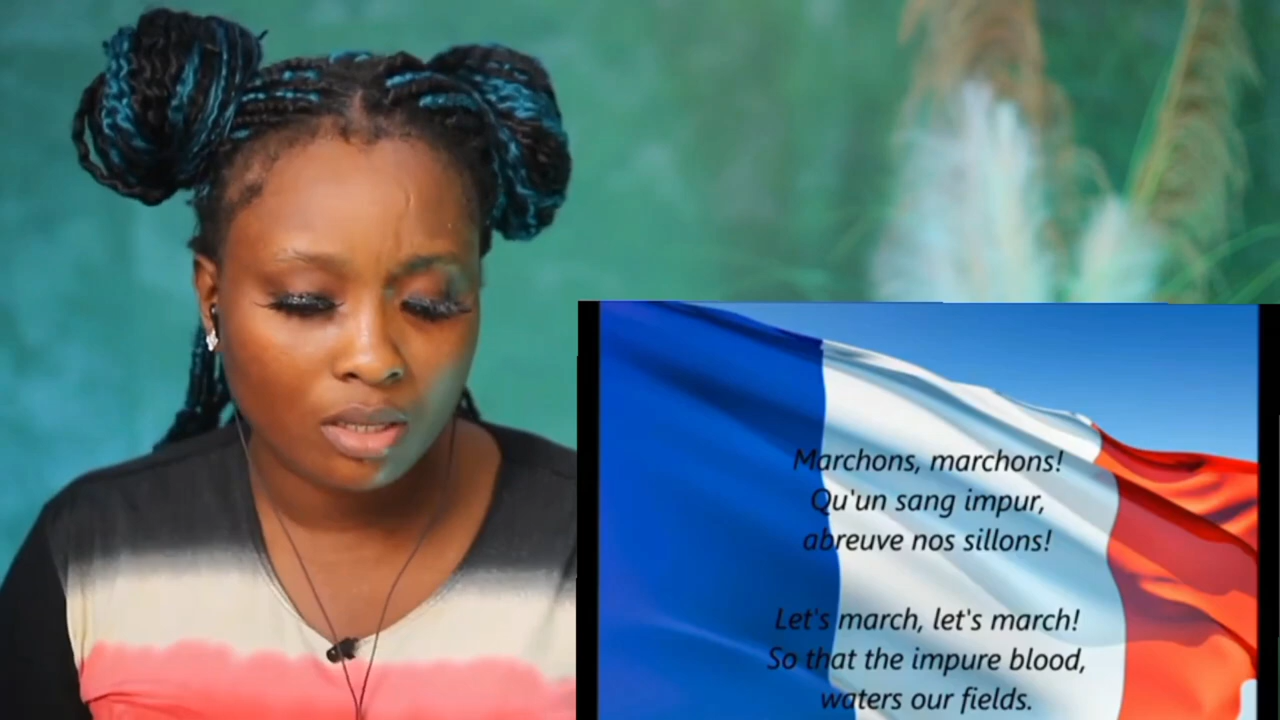 Marchons, marchons!
Qu'un sang impur,
abreuve nos sillons!
Let's march, let's march!
So that the impure blood,
waters our fields.